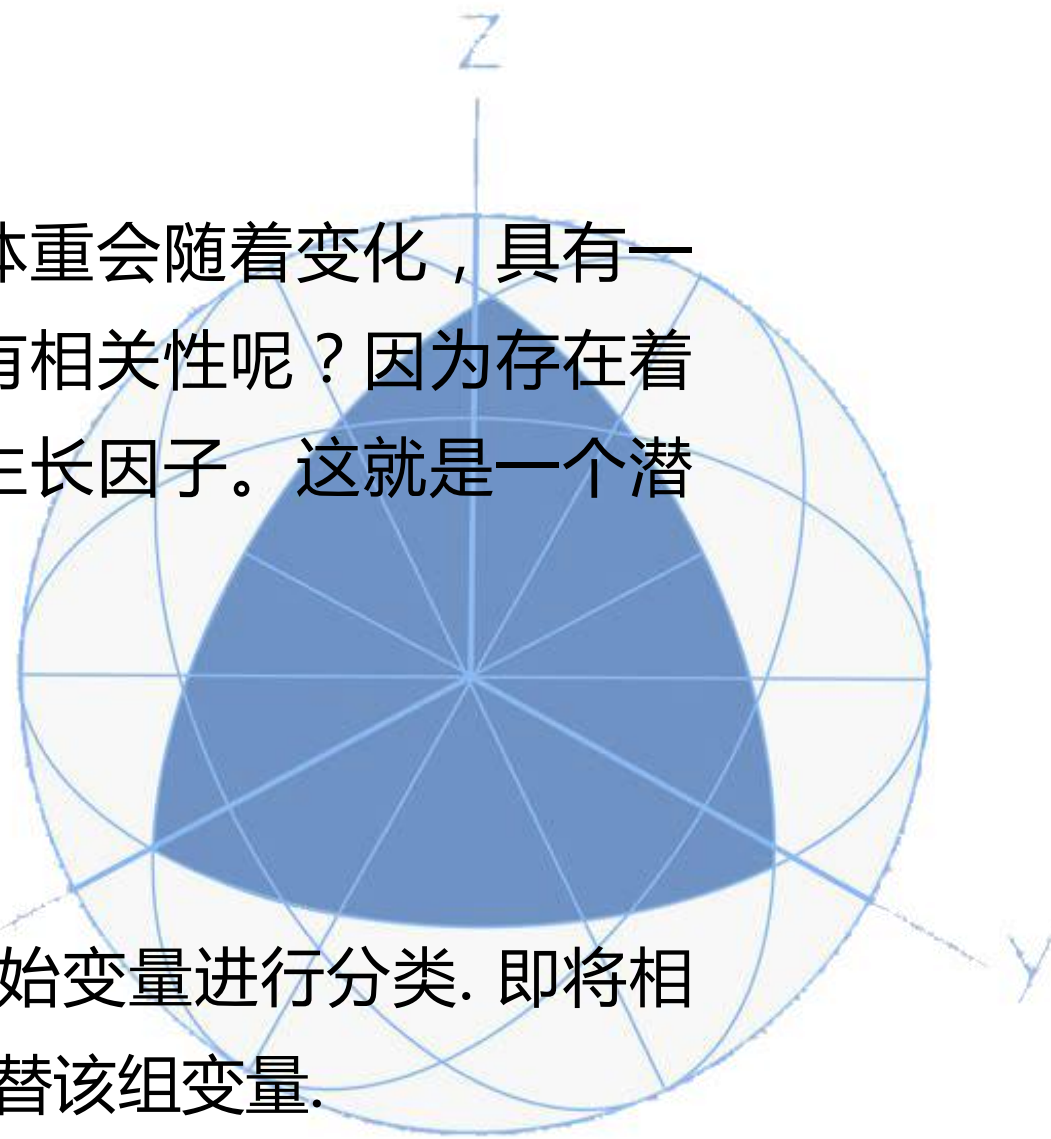 Z
体重会随着变化，具有一
有相关性呢？因为存在着
生长因子。这就是一个潜
始变量进行分类. 即将相
替该组变量.
Y